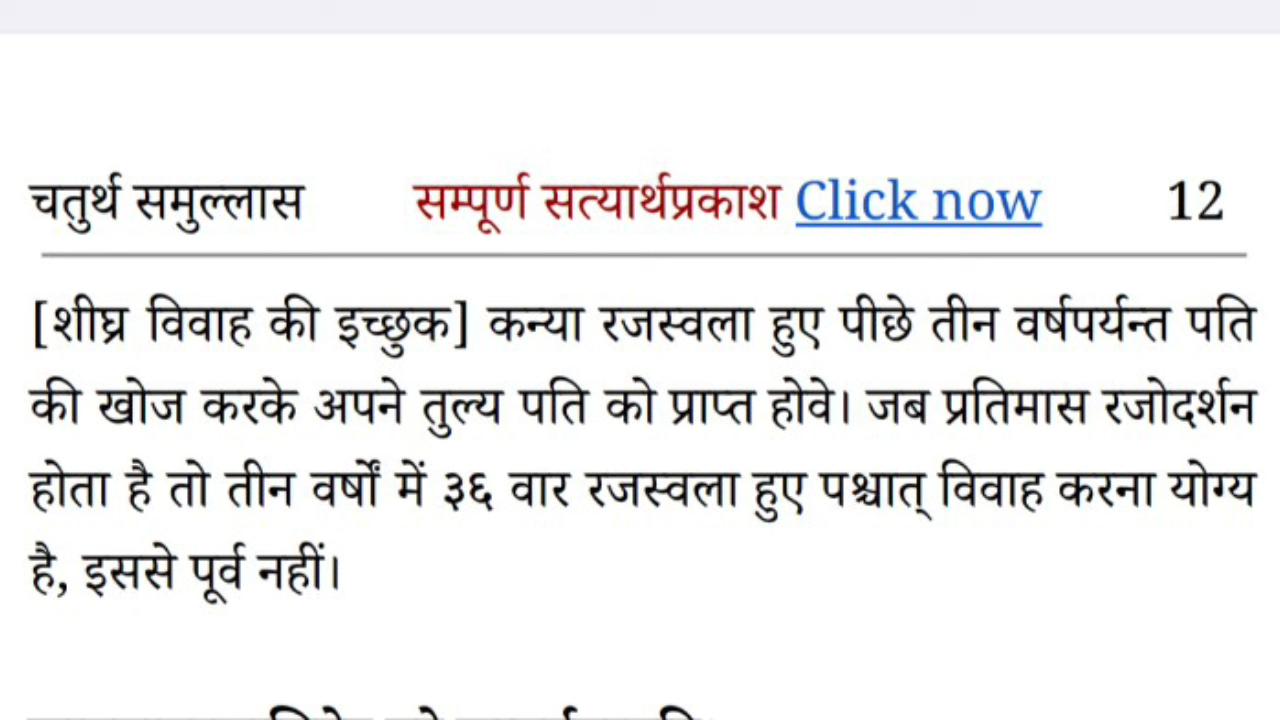 चतुर्थ समुल्लास सम्पूर्ण सत्यार्थप्रकाश Click now 12
[शीघ्र विवाह की इच्छुक] कन्या रजस्वला हुए पीछे तीन वर्षपर्यन्त पति
की खोज करके अपने तुल्य पति को प्राप्त होवे। जब प्रतिमास रजोदर्शन
होता है तो तीन वर्षों में ३६ वार रजस्वला हुए पश्चात् विवाह करना योग्य
है, इससे पूर्व नहीं।